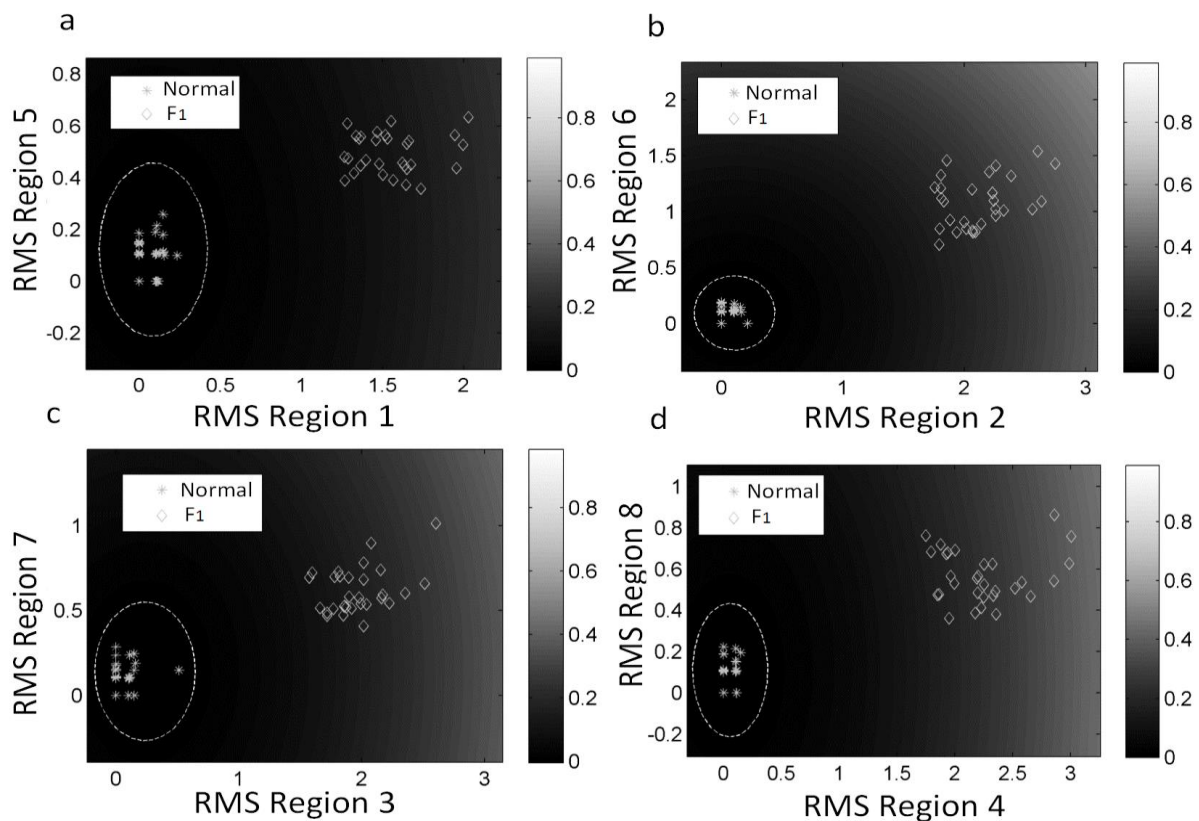 a
0.8
0.6
0.4
0.2
0
-0.2
RMS Region 5
Normal
F1
0 0.5 1 1.5 2
RMS Region 1
0.8
0.6
0.4
0.2
0
b
2
1.5
1
0.5
0
RMS Region 6
Normal
F1
0 1 2 3
RMS Region 2
0.8
0.6
0.4
0.2
0
c
1
0.5
0
RMS Region 7
Normal
F1
0 1 2 3
RMS Region 3
0.8
0.6
0.4
0.2
0
d
1
0.8
0.6
0.4
0.2
0
-0.2
RMS Region 8
Normal
F1
0 0.5 1 1.5 2 2.5 3
RMS Region 4
0.8
0.6
0.4
0.2
0